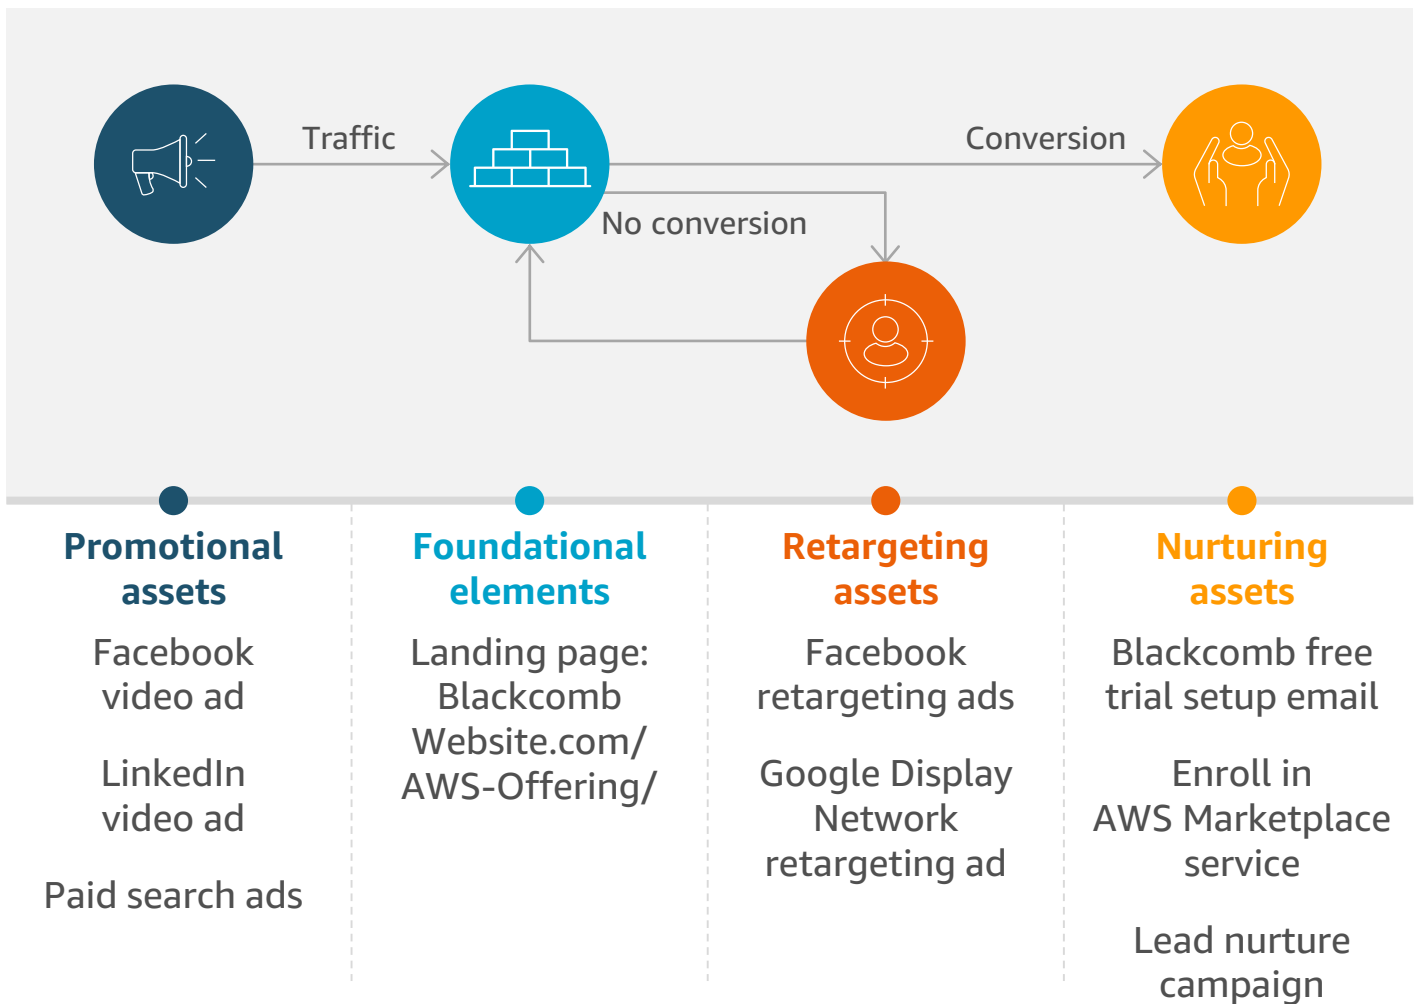 Traffic
Conversion
No conversion
Promotional
assets
Facebook
video ad
LinkedIn
video ad
Paid search ads
Foundational
elements
Landing page:
Blackcomb
Website.com/
AWS-Offering/
Retargeting
assets
Facebook
retargeting ads
Google Display
Network
retargeting ad
Nurturing
assets
Blackcomb free
trial setup email
Enroll in
AWS Marketplace
service
Lead nurture
campaign